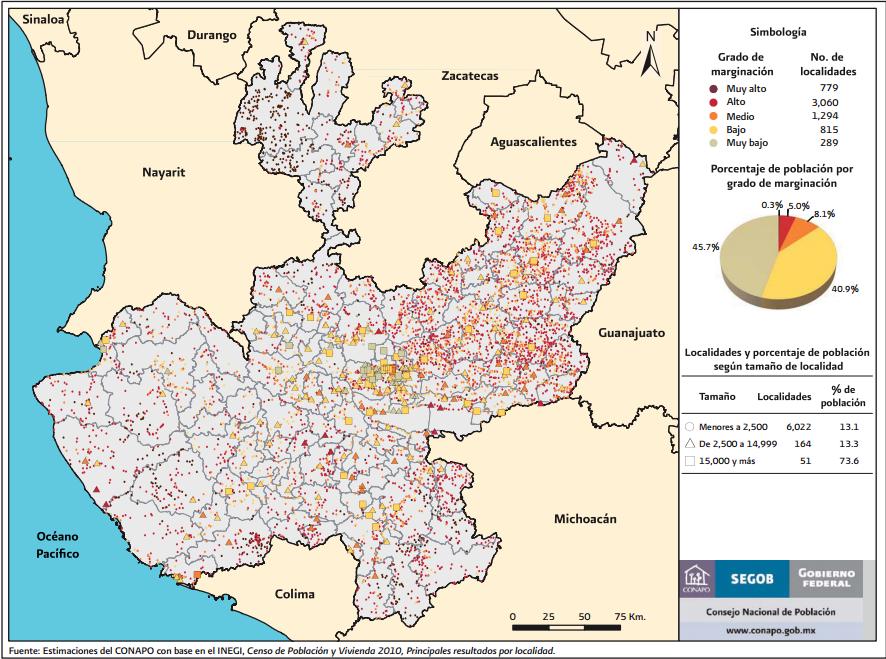 Sinaloa
Durango
Zacatecas
N
Aguascalientes
Nayarit
Guanajuato
Océano
Pacífico
Michoacán
Colima
0 25 50 75 Km.
Simbología
Grado de marginación No. de localidades
Muy alto 779
Alto 3,060
Medio 1,294
Bajo 815
Muy bajo 289
Porcentaje de población por
grado de marginación
0.3% 5.0%
8.1%
45.7%
40.9%
Localidades y porcentaje de población
según tamaño de localidad
Tamaño Localidades % de población
Menores a 2,500 6,022 13.1
De 2,500 a 14,999 164 13.3
15,000 y más 51 73.6
CONAPO
SEGOB
GOBIERNO
FEDERAL
Consejo Nacional de Población
www.conapo.gob.mx
Fuente: Estimaciones del CONAPO con base en el INEGI, Censo de Población y Vivienda 2010, Principales resultados por localidad.